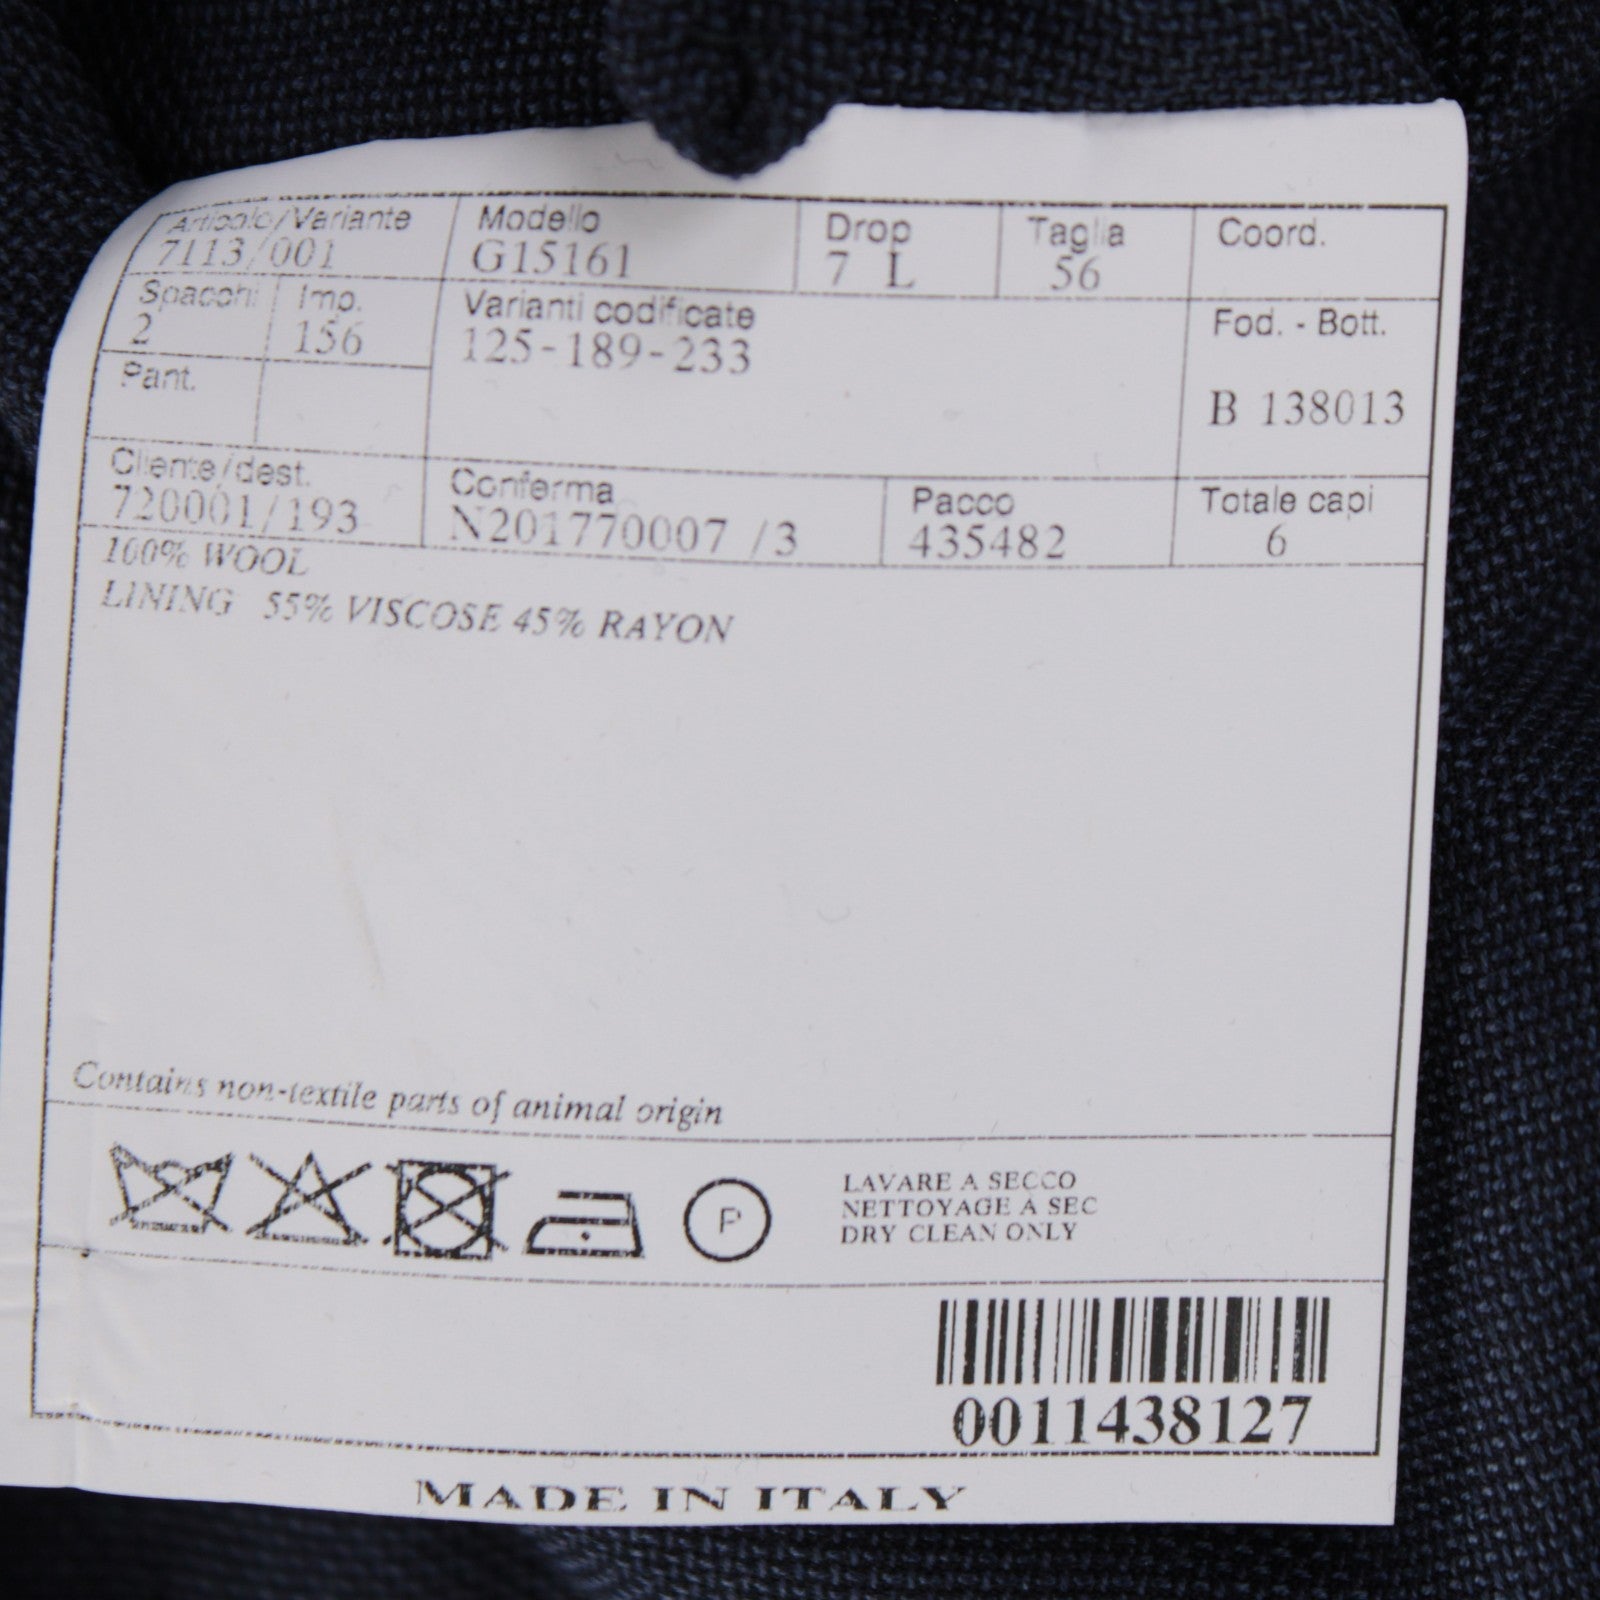 Articolo/Variante Modello Drop Taglia Coord.
7113/001 G15161 7 L 56
Spacchi Imp. Varianti codificate Fod. - Bott.
2 156 125-189-233
Pant. B 138013
Cliente/dest. Conferma Pacco Totale capi
720001/193 N201770007 /3 435482 6
100% WOOL
LINING 55% VISCOSE 45% RAYON
Contains non-textile parts of animal origin
P
LAVARE A SECCO
NETTOYAGE A SEC
DRY CLEAN ONLY
0011438127
MADE IN ITALY